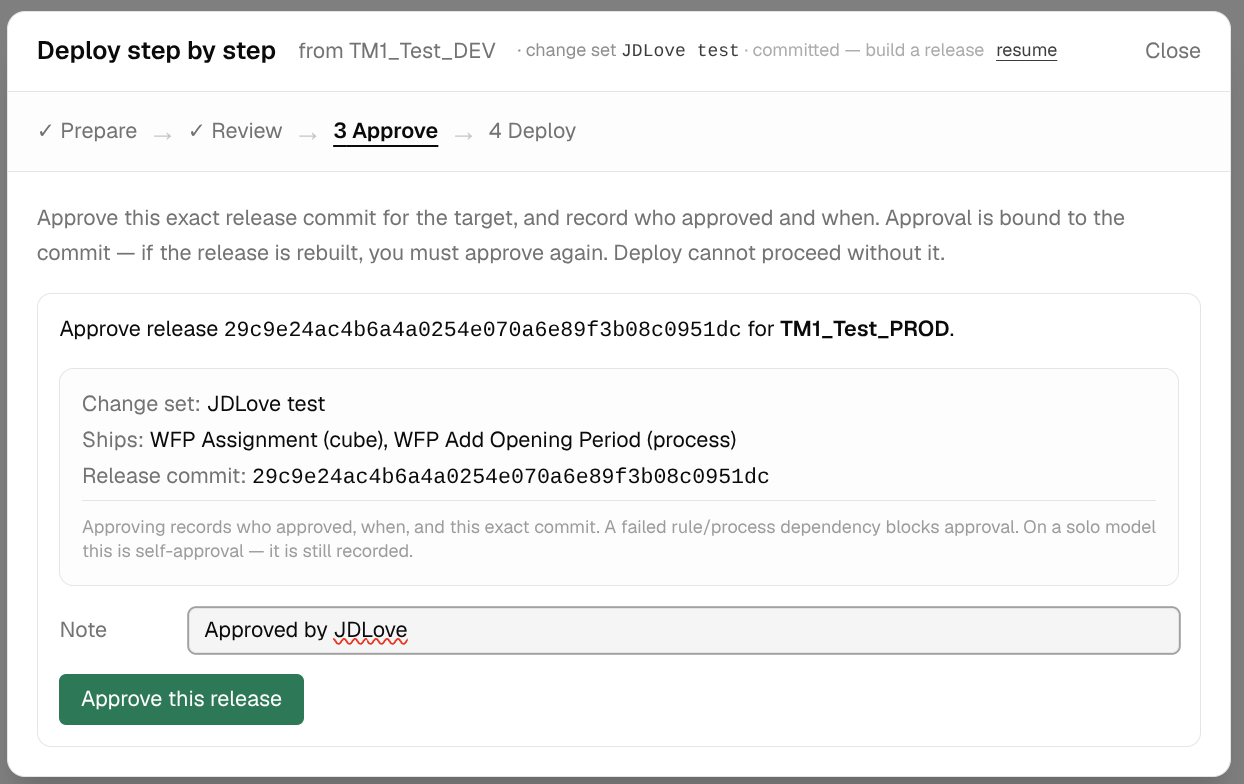 Deploy step by step from TM1_Test_DEV · change set JDLove test · committed — build a release resume Close
✓ Prepare → ✓ Review → 3 Approve → 4 Deploy
Approve this exact release commit for the target, and record who approved and when. Approval is bound to the
commit — if the release is rebuilt, you must approve again. Deploy cannot proceed without it.
Approve release 29c9e24ac4b6a4a0254e070a6e89f3b08c0951dc for TM1_Test_PROD.
Change set: JDLove test
Ships: WFP Assignment (cube), WFP Add Opening Period (process)
Release commit: 29c9e24ac4b6a4a0254e070a6e89f3b08c0951dc
Approving records who approved, when, and this exact commit. A failed rule/process dependency blocks approval. On a solo model
this is self-approval — it is still recorded.
Note Approved by JDLove
Approve this release